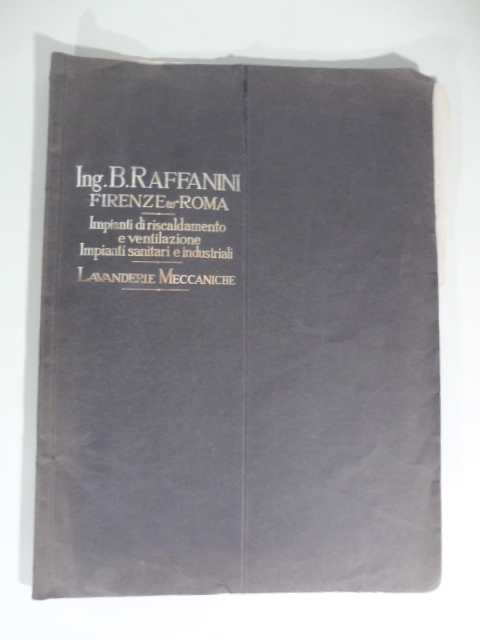 Ing. B. RAFFANINI
FIRENZE - ROMA
Impianti di riscaldamento
e ventilazione
Impianti sanitari e industriali
LAVANDERIE MECCANICHE